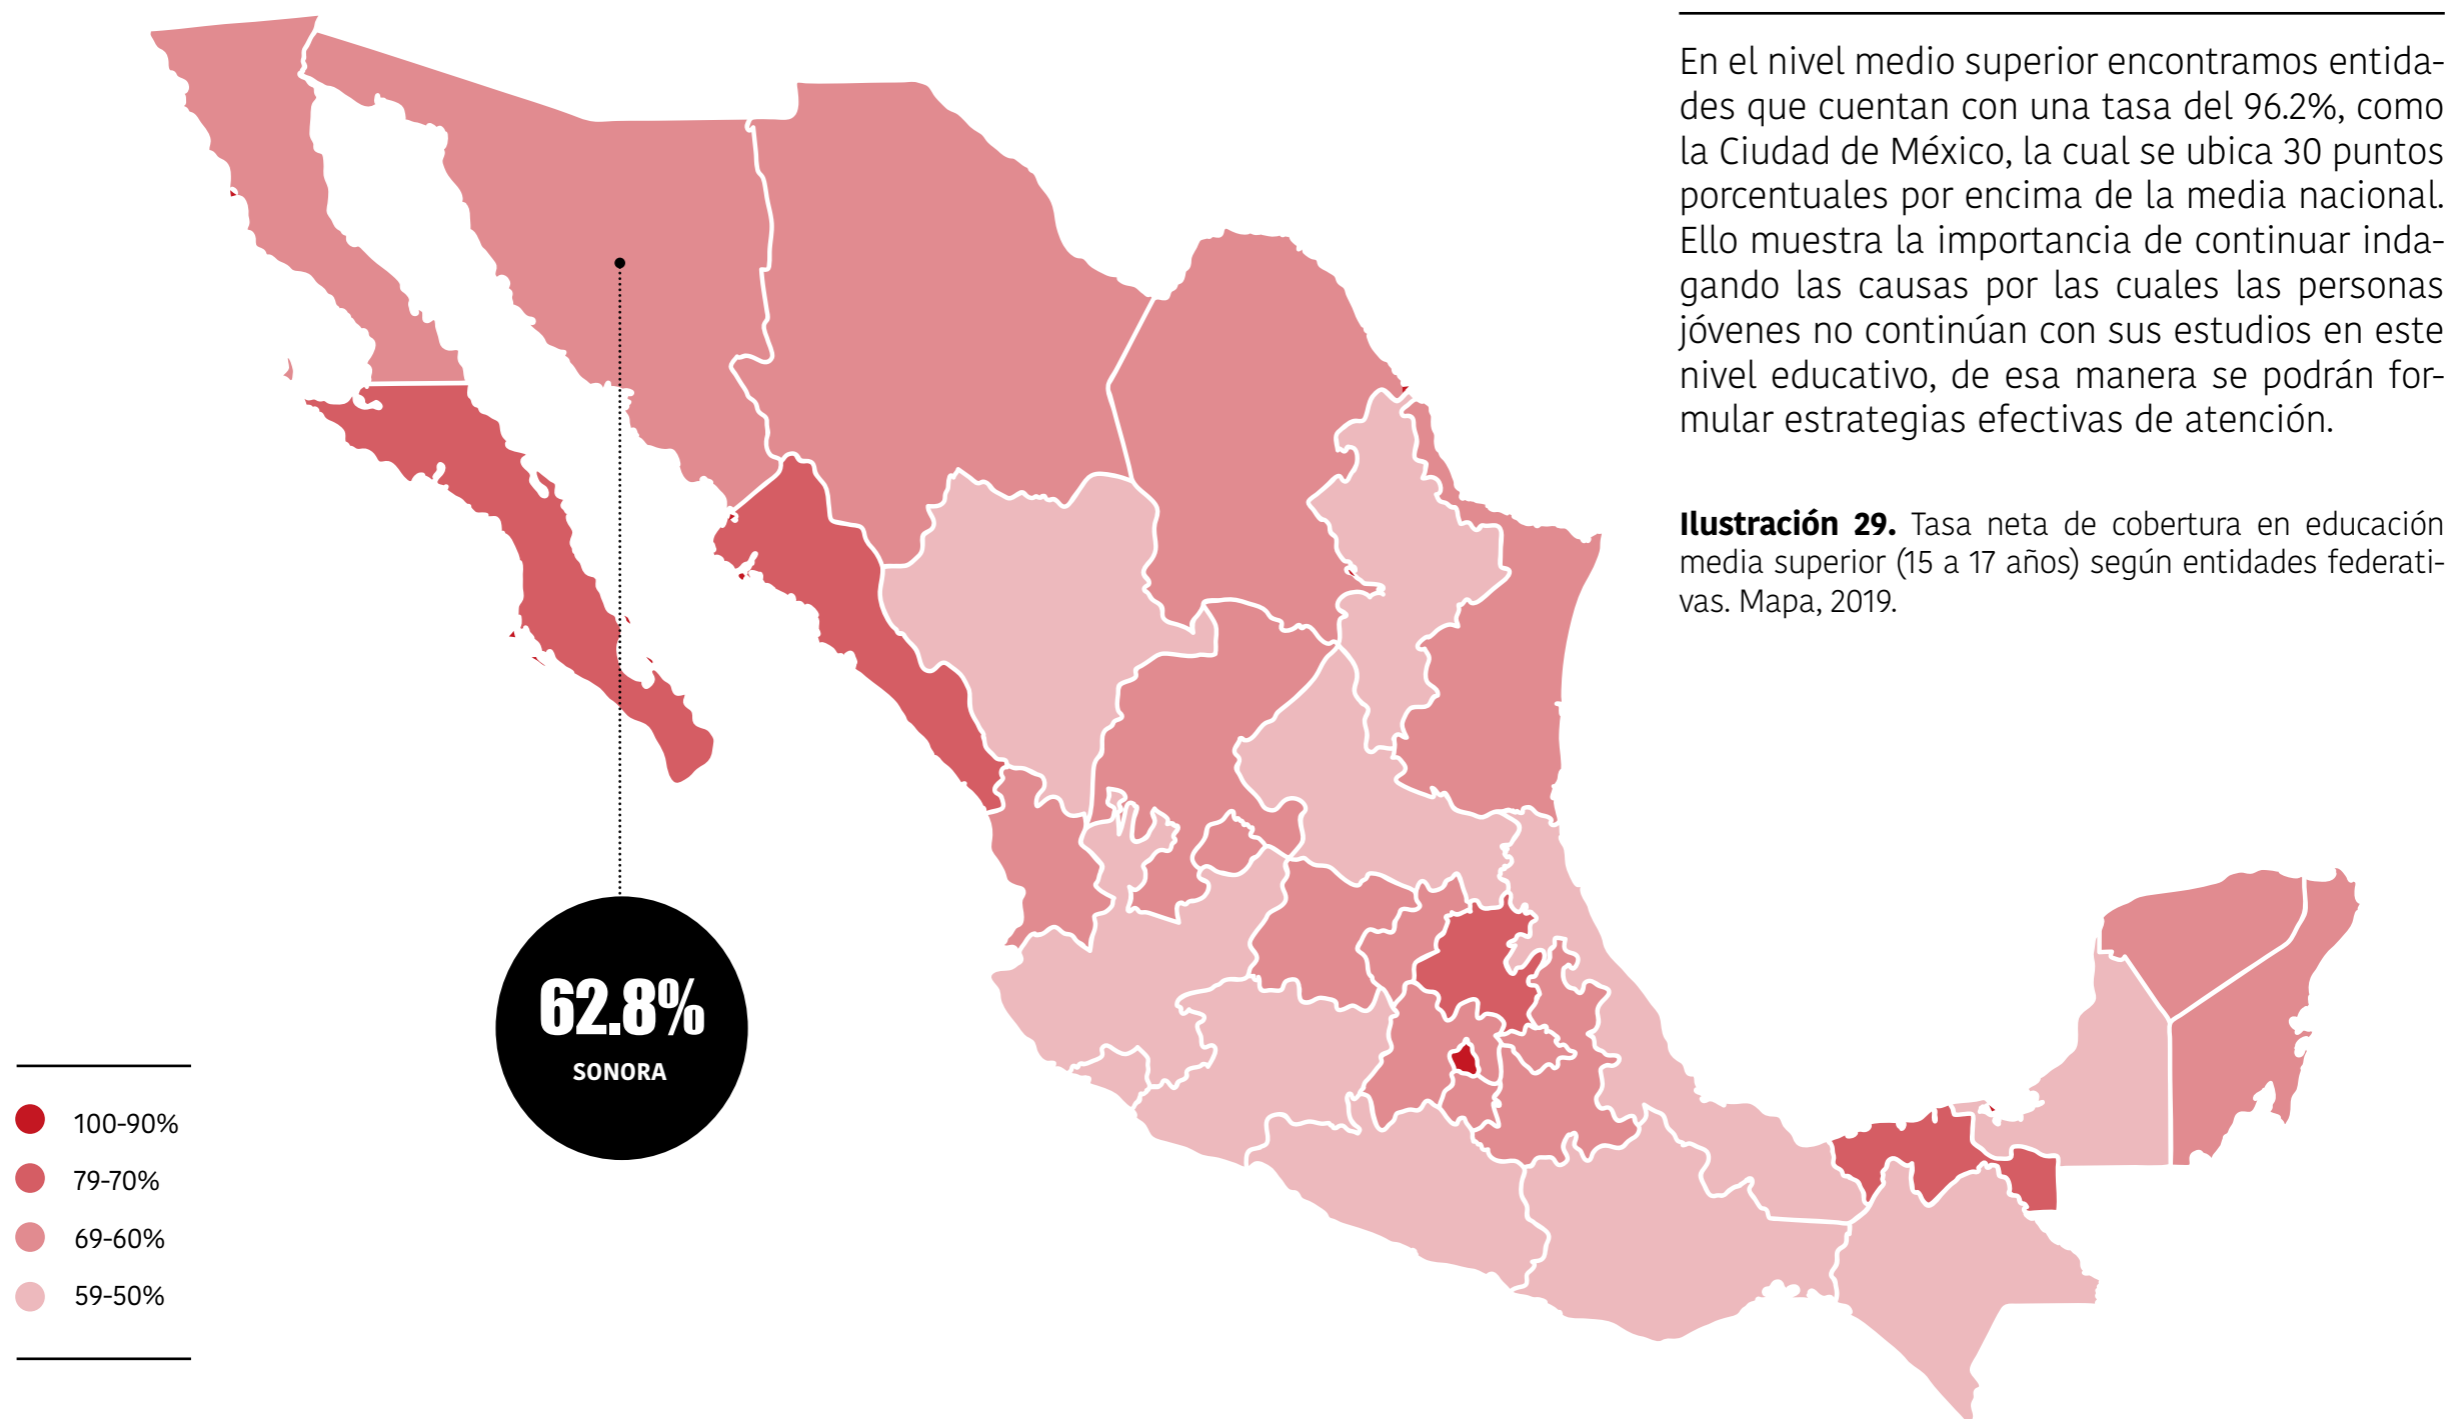 En el nivel medio superior encontramos entida-
des que cuentan con una tasa del 96.2%, como
la Ciudad de México, la cual se ubica 30 puntos
porcentuales por encima de la media nacional.
Ello muestra la importancia de continuar inda-
gando las causas por las cuales las personas
jóvenes no continúan con sus estudios en este
nivel educativo, de esa manera se podrán for-
mular estrategias efectivas de atención.
Ilustración 29. Tasa neta de cobertura en educación
media superior (15 a 17 años) según entidades federati-
vas. Mapa, 2019.
62.8%
SONORA
100-90%
79-70%
69-60%
59-50%